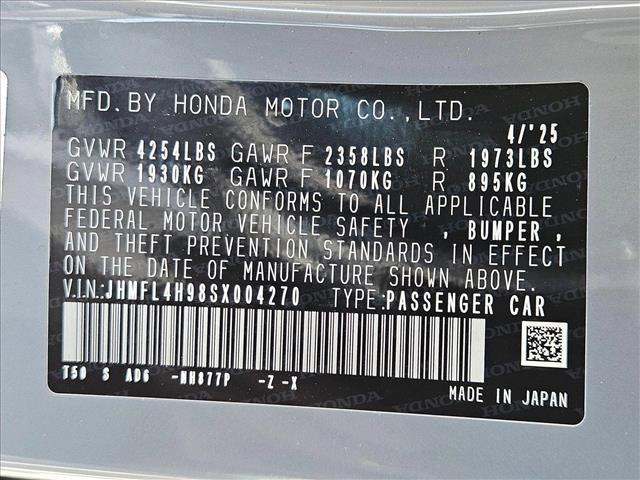 MFD.BY HONDA MOTOR CO.,LTD.
4/'25
GVWR 4254LBS GAWR F 2358LBS R 1973LBS
GVWR 1930KG GAWR F 1070KG R 895KG
THIS VEHICLE CONFORMS TO ALL APPLICABLE
FEDERAL MOTOR VEHICLE SAFETY , BUMPER ,
AND THEFT PREVENTION STANDARDS IN EFFECT
ON THE DATE OF MANUFACTURE SHOWN ABOVE.
V.I.N:JHMFL4H98SX004270 TYPE:PASSENGER CAR
T50 S AD6 -NH877P -Z -X
MADE IN JAPAN